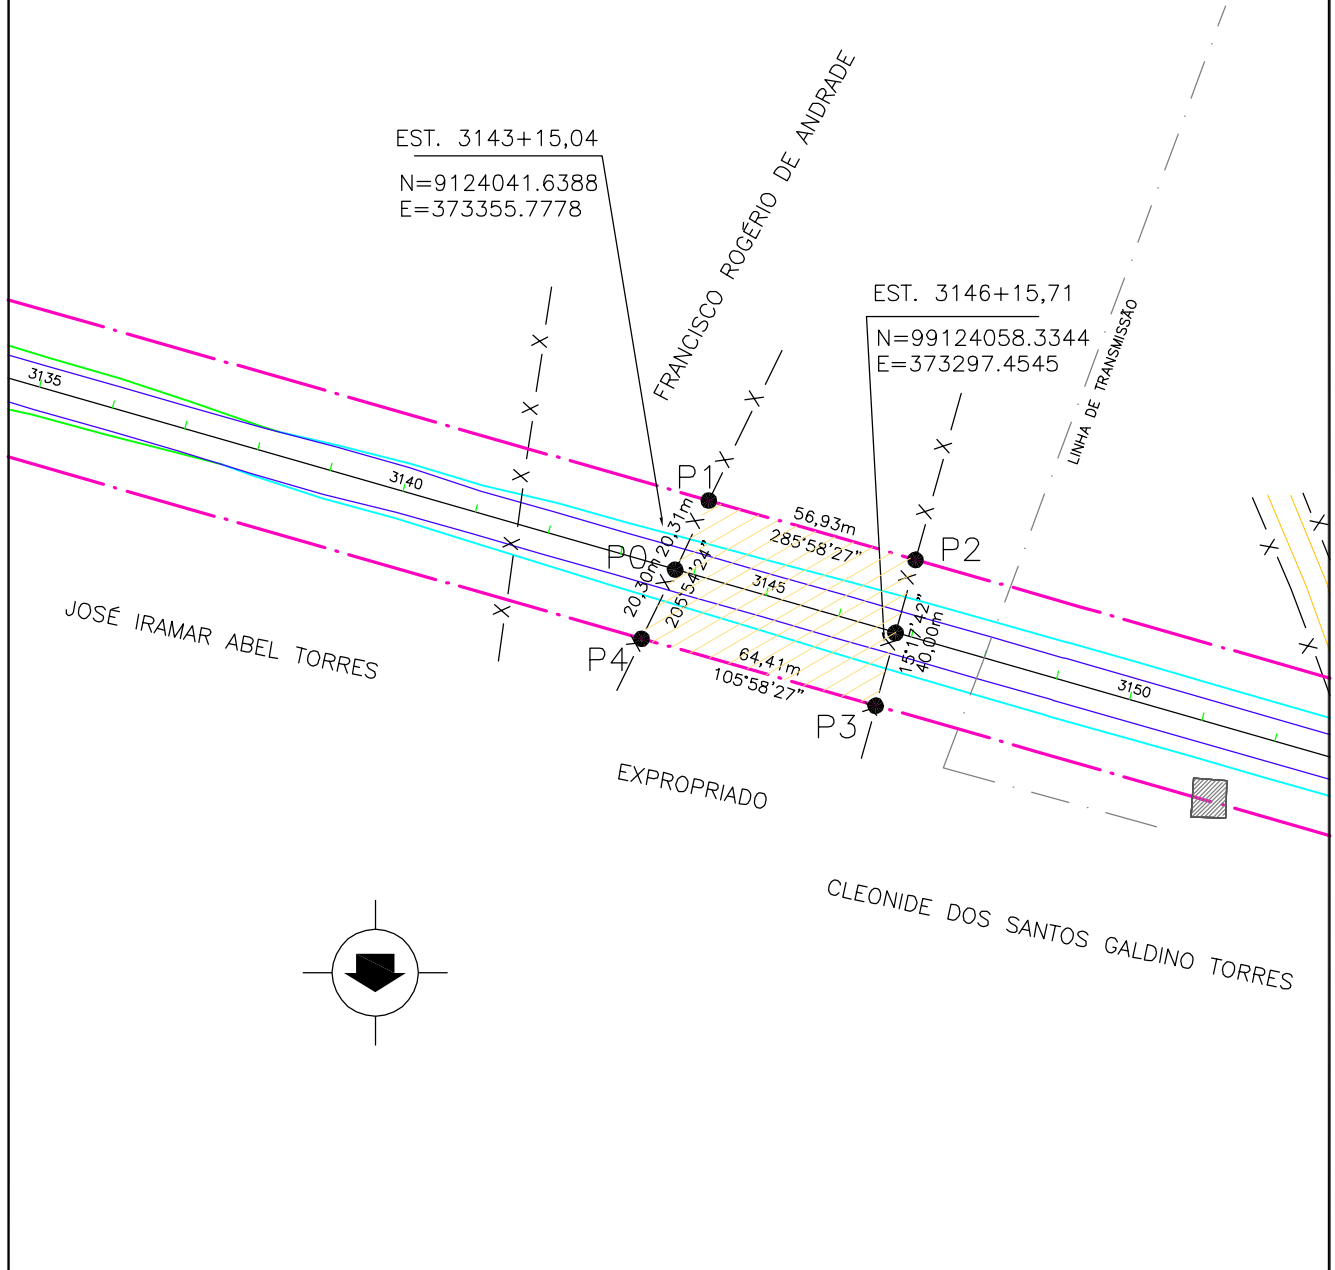 EST. 3143+15,04
N=9124041.6388
E=373355.7778
FRANCISCO ROGÉRIO DE ANDRADE
EST. 3146+15,71
N=99124058.3344
E=373297.4545
LINHA DE TRANSMISSÃO
3135
3140
P1
20,31m
56,93m
285°58'27"
P2
P0
20,30m
205°54'24"
3145
15°17'42"
40,00m
P4
64,41m
105°58'27"
P3
3150
JOSÉ IRAMAR ABEL TORRES
EXPROPRIADO
CLEONIDE DOS SANTOS GALDINO TORRES